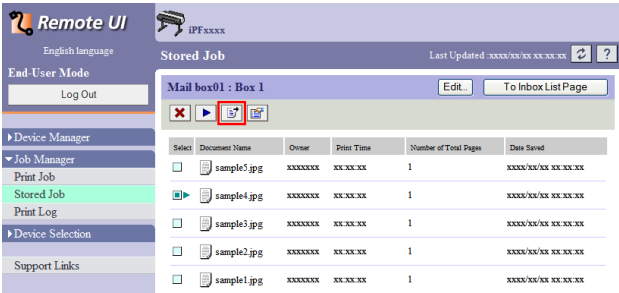 Remote UI
iPFxxxx
English language
Stored Job
Last Updated :xxxx/xx/xx xx:xx:xx
?
End-User Mode
Log Out
Mail box01 : Box 1
Edit...
To Inbox List Page
Device Manager
Job Manager
Print Job
Stored Job
Print Log
Device Selection
Support Links
Select Document Name Owner Print Time Number of Total Pages Date Saved
sample5.jpg xxxxxxx xx:xx:xx 1 xxxx/xx/xx xx:xx:xx
sample4.jpg xxxxxxx xx:xx:xx 1 xxxx/xx/xx xx:xx:xx
sample3.jpg xxxxxxx xx:xx:xx 1 xxxx/xx/xx xx:xx:xx
sample2.jpg xxxxxxx xx:xx:xx 1 xxxx/xx/xx xx:xx:xx
sample1.jpg xxxxxxx xx:xx:xx 1 xxxx/xx/xx xx:xx:xx